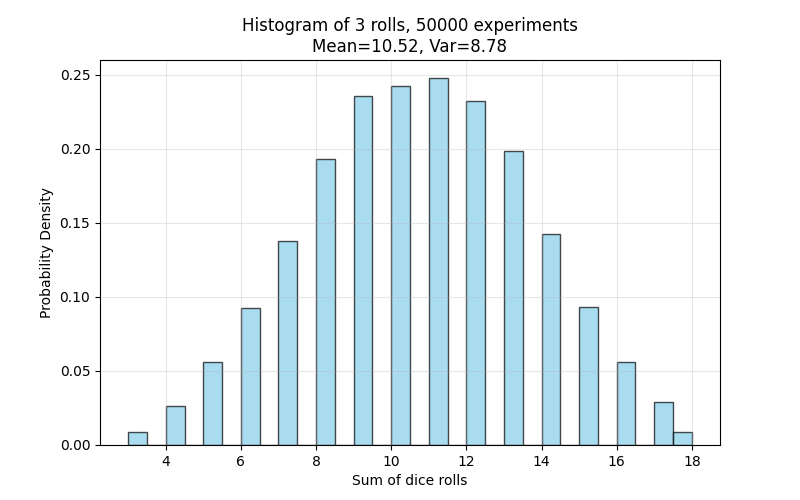 Histogram of 3 rolls, 50000 experiments
Mean=10.52, Var=8.78
0.25
0.20
0.15
0.10
0.05
0.00
Probability Density
4 6 8 10 12 14 16 18
Sum of dice rolls